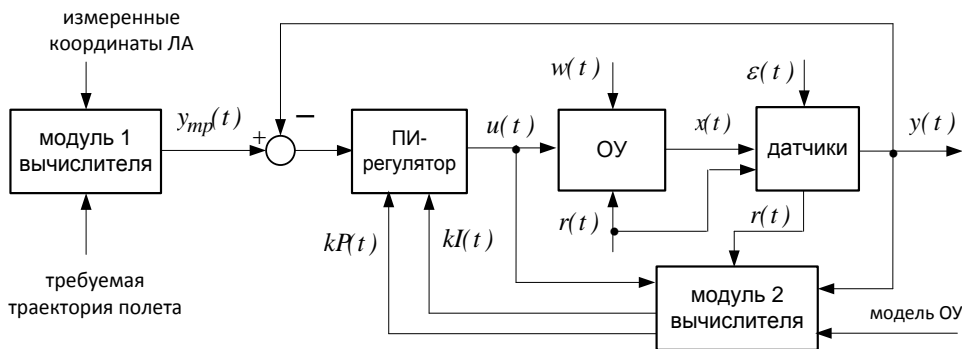 измеренные
координаты ЛА
модуль 1
вычислителя
требуемая
траектория полета
y_тр(t)
+
−
ПИ-
регулятор
u(t)
w(t)
ОУ
r(t)
x(t)
ε(t)
датчики
y(t)
r(t)
kP(t)
kI(t)
модуль 2
вычислителя
модель ОУ